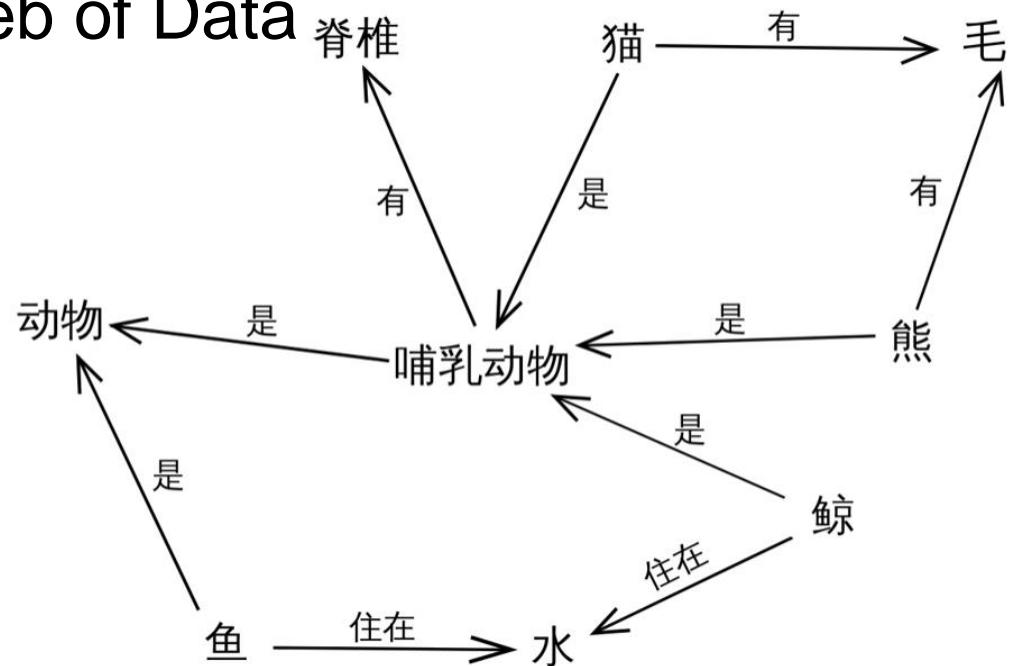 eb of Data
脊椎
猫
有
毛
有
是
有
动物
是
哺乳动物
是
熊
是
是
鲸
住在
鱼
住在
水